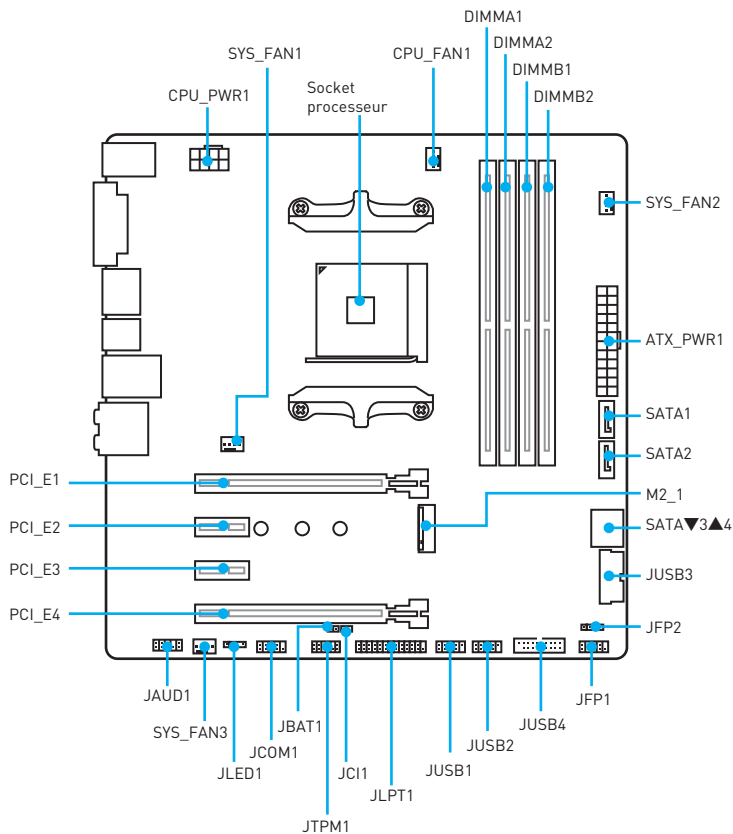 DIMMA1
DIMMA2
SYS_FAN1
CPU_FAN1
DIMMB1
CPU_PWR1
Socket
processeur
DIMMB2
SYS_FAN2
ATX_PWR1
SATA1
SATA2
PCI_E1
M2_1
PCI_E2
SATA▼3▲4
PCI_E3
JUSB3
PCI_E4
JFP2
JAUD1
SYS_FAN3
JLED1
JCOM1
JBAT1
JCI1
JTPM1
JLPT1
JUSB1
JUSB2
JUSB4
JFP1